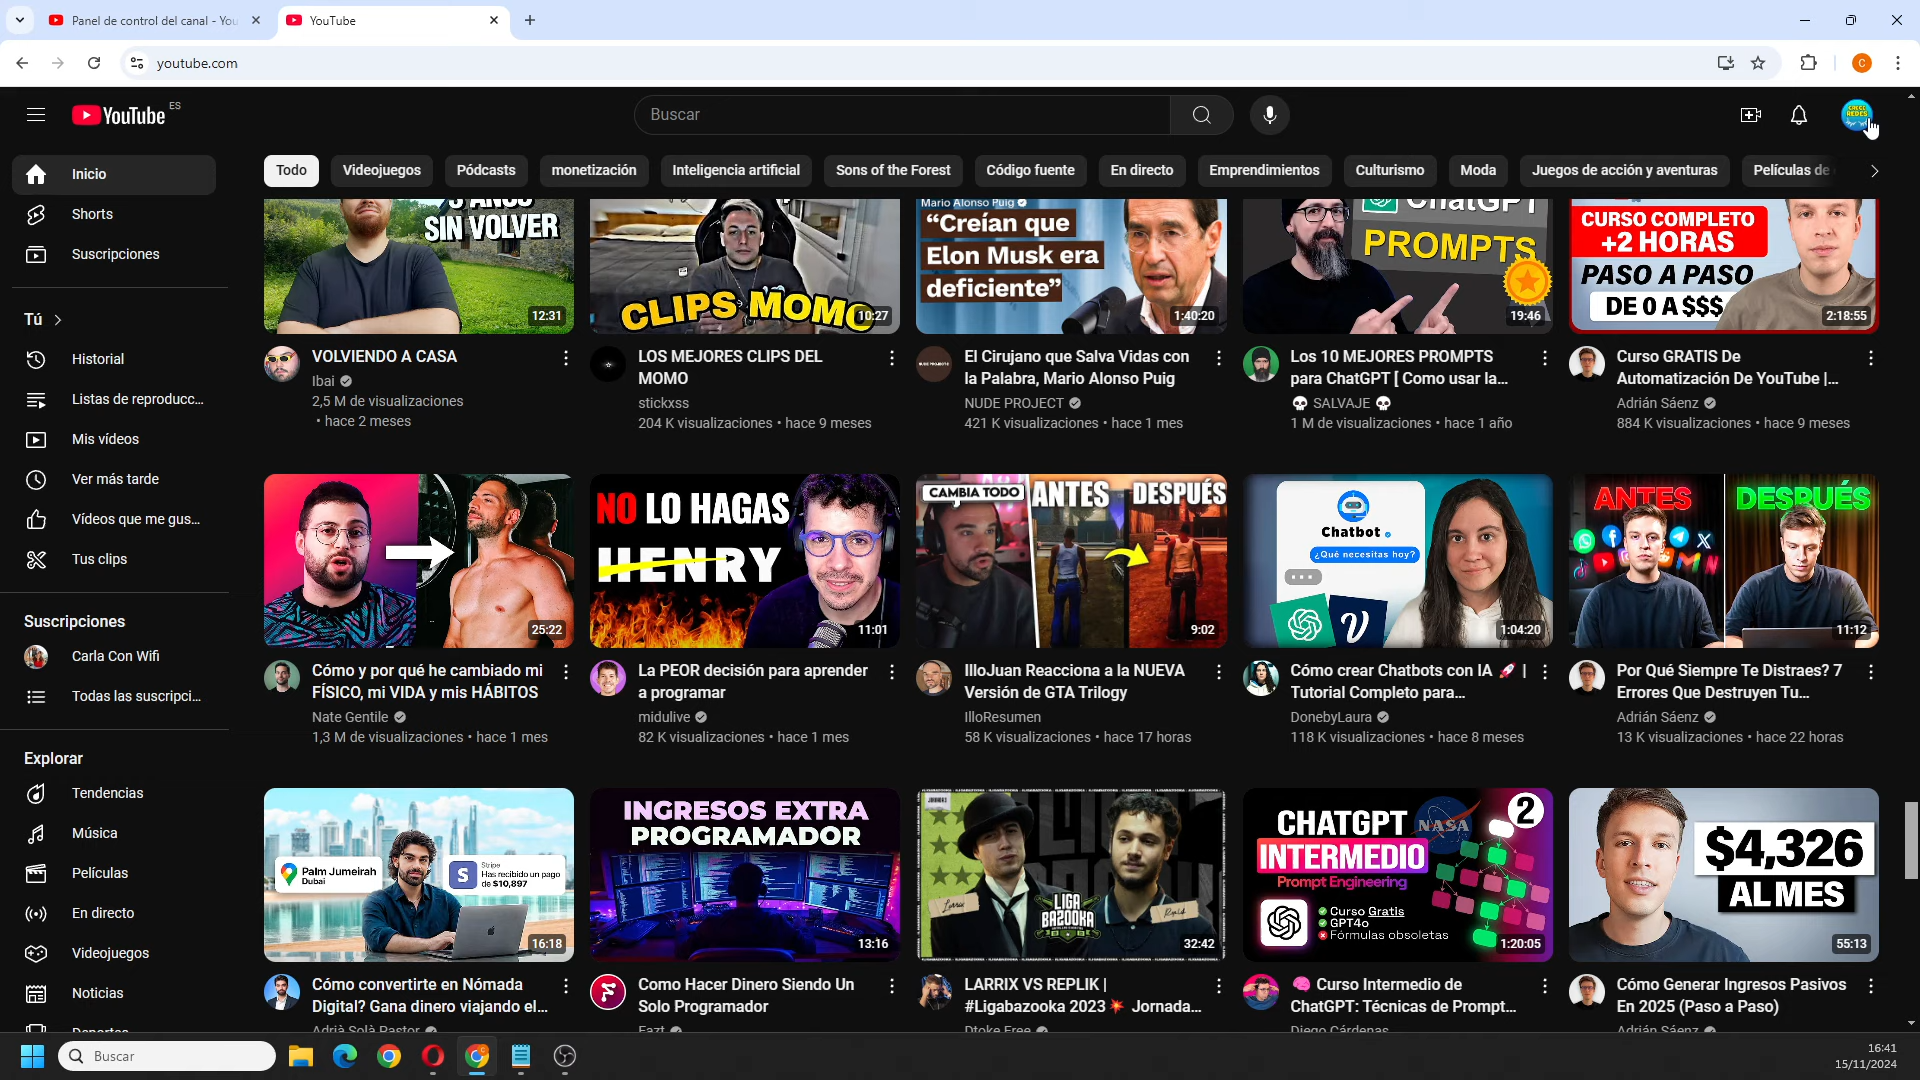 Panel de control del canal - You
YouTube
youtube.com
C
YouTube ES
Buscar
Todo
Videojuegos
Pódcasts
monetización
Inteligencia artificial
Sons of the Forest
Código fuente
En directo
Emprendimientos
Culturismo
Moda
Juegos de acción y aventuras
Películas de
Inicio
Shorts
Suscripciones
Tú
Historial
Listas de reproducc...
Mis vídeos
Ver más tarde
Vídeos que me gus...
Tus clips
Suscripciones
Carla Con Wifi
Todas las suscripci...
Explorar
Tendencias
Música
Películas
En directo
Videojuegos
Noticias
Deportes
SIN VOLVER
12:31
VOLVIENDO A CASA
Ibai
2,5 M de visualizaciones
• hace 2 meses
CLIPS MOMO
10:27
LOS MEJORES CLIPS DEL
MOMO
stickxss
204 K visualizaciones • hace 9 meses
Mario Alonso Puig
“Creían que
Elon Musk era
deficiente”
1:40:20
El Cirujano que Salva Vidas con
la Palabra, Mario Alonso Puig
NUDE PROJECT
421 K visualizaciones • hace 1 mes
ChatGPT
PROMPTS
19:46
Los 10 MEJORES PROMPTS
para ChatGPT [ Como usar la...
💀 SALVAJE 💀
1 M de visualizaciones • hace 1 año
CURSO COMPLETO
+2 HORAS
PASO A PASO
DE 0 A $$$
2:18:55
Curso GRATIS De
Automatización De YouTube |...
Adrián Sáenz
884 K visualizaciones • hace 9 meses
25:22
Cómo y por qué he cambiado mi
FÍSICO, mi VIDA y mis HÁBITOS
Nate Gentile
1,3 M de visualizaciones • hace 1 mes
NO LO HAGAS
HENRY
11:01
La PEOR decisión para aprender
a programar
midulive
82 K visualizaciones • hace 1 mes
CAMBIA TODO
ANTES DESPUÉS
9:02
IlloJuan Reacciona a la NUEVA
Versión de GTA Trilogy
IlloResumen
58 K visualizaciones • hace 17 horas
Chatbot
¿Qué necesitas hoy?
1:04:20
Cómo crear Chatbots con IA 🚀 |
Tutorial Completo para...
DonebyLaura
118 K visualizaciones • hace 8 meses
ANTES DESPUÉS
11:12
Por Qué Siempre Te Distraes? 7
Errores Que Destruyen Tu...
Adrián Sáenz
13 K visualizaciones • hace 22 horas
Palm Jumeirah
Dubai
S
Stripe
Has recibido un pago
de $10,897
16:18
Cómo convertirte en Nómada
Digital? Gana dinero viajando el...
Adrià Solà Pastor
INGRESOS EXTRA
PROGRAMADOR
13:16
Como Hacer Dinero Siendo Un
Solo Programador
Fazt
Larrix
LIGA
BAZOOKA
Replik
32:42
LARRIX VS REPLIK |
#Ligabazooka 2023💥 Jornada...
Dtoke Free
CHATGPT
NASA
2
INTERMEDIO
Prompt Engineering
Curso Gratis
GPT4o
Fórmulas obsoletas
1:20:05
🧠 Curso Intermedio de
ChatGPT: Técnicas de Prompt...
Diego Cárdenas
$4,326
AL MES
55:13
Cómo Generar Ingresos Pasivos
En 2025 (Paso a Paso)
Adrián Sáenz
Buscar
16:41
15/11/2024